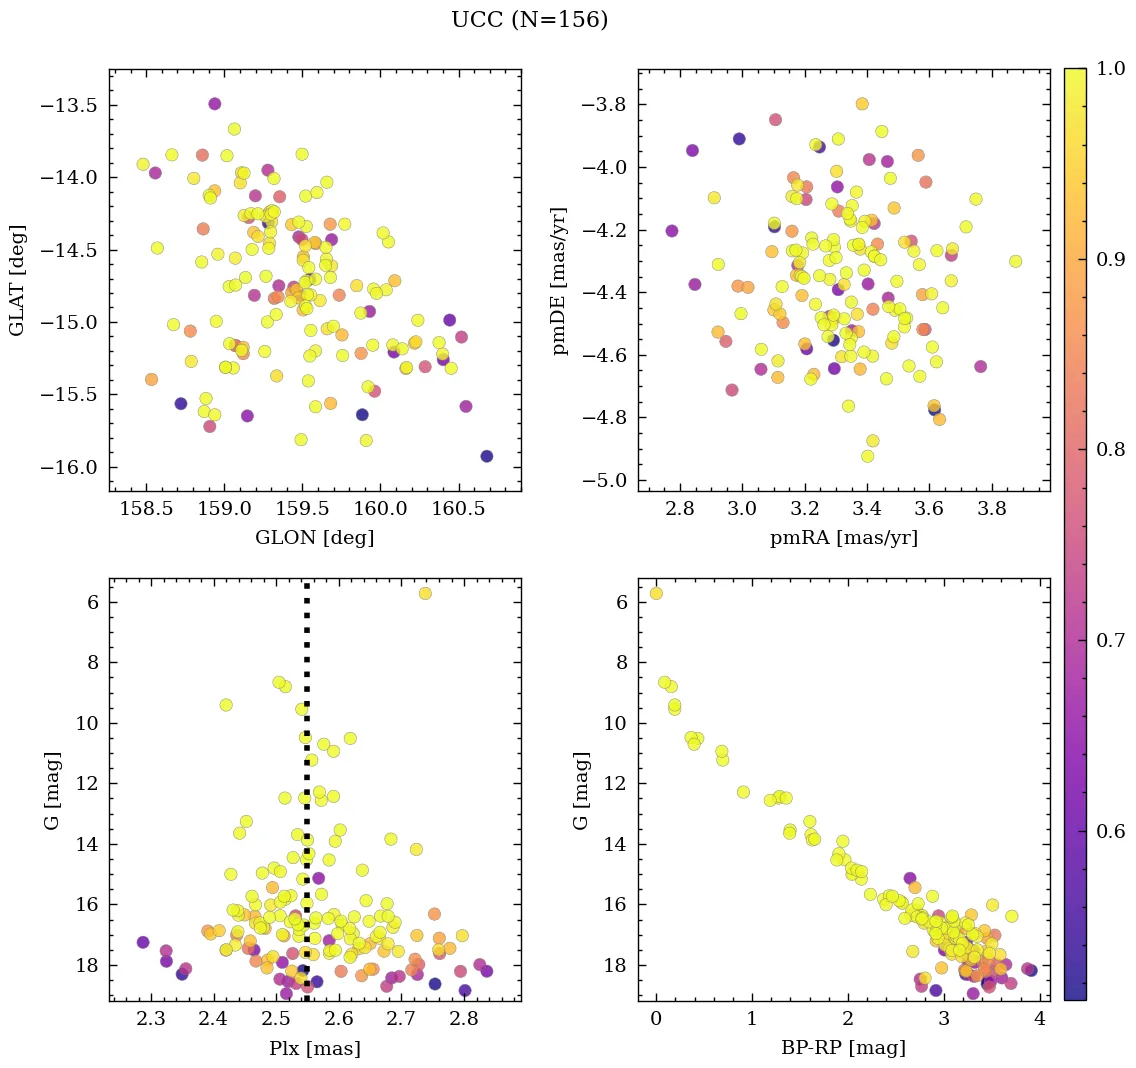 UCC (N=156)
−13.5
−14.0
−14.5
−15.0
−15.5
−16.0
GLAT [deg]
158.5 159.0 159.5 160.0 160.5
GLON [deg]
−3.8
−4.0
−4.2
−4.4
−4.6
−4.8
−5.0
pmDE [mas/yr]
2.8 3.0 3.2 3.4 3.6 3.8
pmRA [mas/yr]
1.0
0.9
0.8
0.7
0.6
6
8
10
12
14
16
18
G [mag]
2.3 2.4 2.5 2.6 2.7 2.8
Plx [mas]
6
8
10
12
14
16
18
G [mag]
0 1 2 3 4
BP-RP [mag]